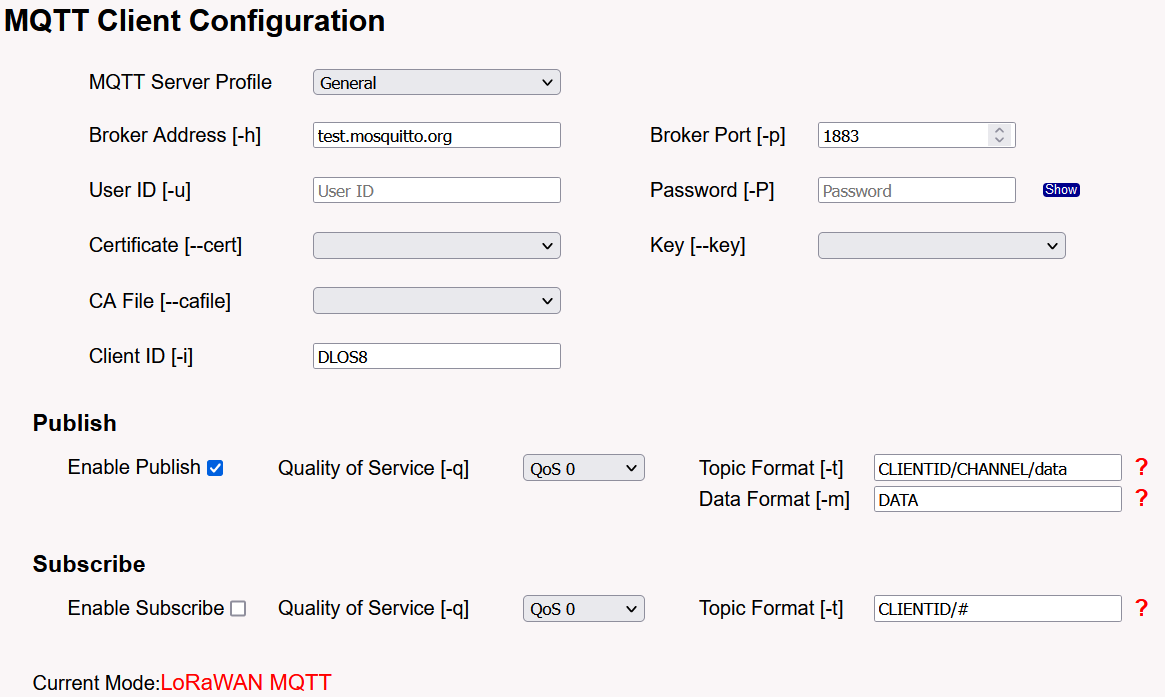 MQTT Client Configuration
MQTT Server Profile General
Broker Address [-h] test.mosquitto.org Broker Port [-p] 1883
User ID [-u] User ID Password [-P] Password Show
Certificate [--cert] Key [--key]
CA File [--cafile]
Client ID [-i] DLOS8
Publish
Enable Publish Quality of Service [-q] QoS 0 Topic Format [-t] CLIENTID/CHANNEL/data ?
Data Format [-m] DATA ?
Subscribe
Enable Subscribe Quality of Service [-q] QoS 0 Topic Format [-t] CLIENTID/# ?
Current Mode:LoRaWAN MQTT